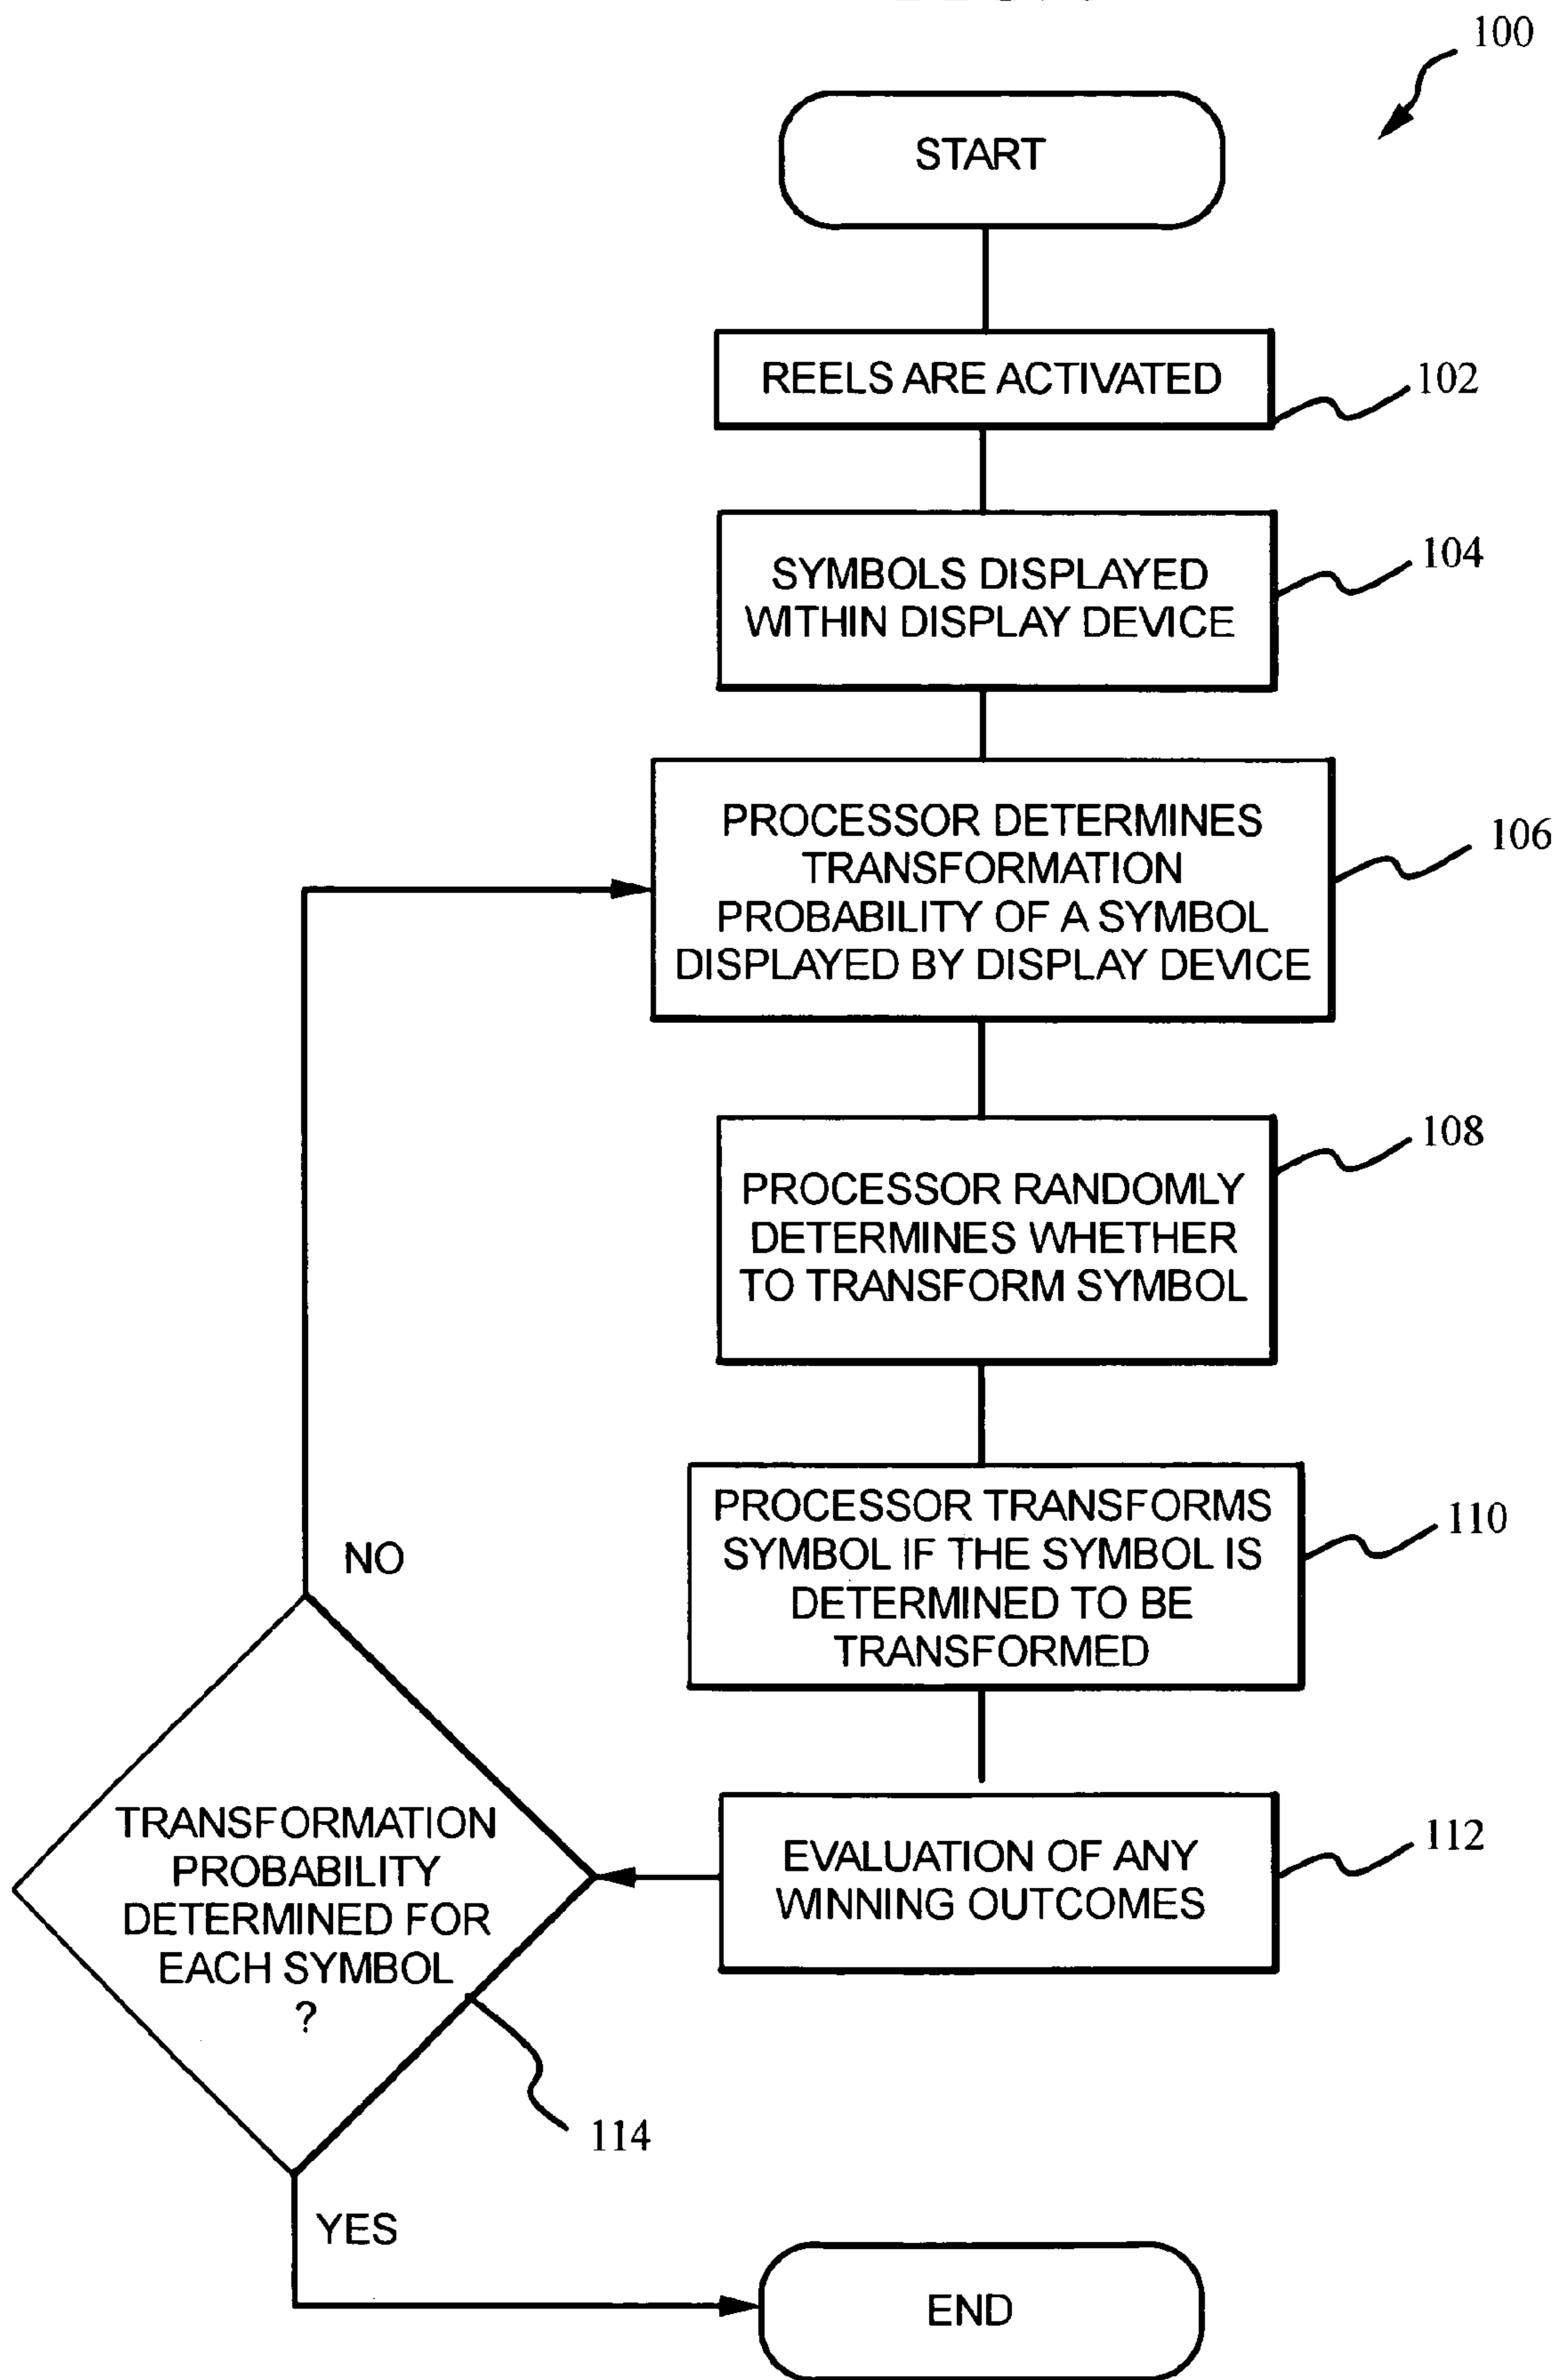 100
START
REELS ARE ACTIVATED
102
SYMBOLS DISPLAYED
WITHIN DISPLAY DEVICE
104
PROCESSOR DETERMINES
TRANSFORMATION
PROBABILITY OF A SYMBOL
DISPLAYED BY DISPLAY DEVICE
106
PROCESSOR RANDOMLY
DETERMINES WHETHER
TO TRANSFORM SYMBOL
108
PROCESSOR TRANSFORMS
SYMBOL IF THE SYMBOL IS
DETERMINED TO BE
TRANSFORMED
110
NO
EVALUATION OF ANY
WINNING OUTCOMES
112
TRANSFORMATION
PROBABILITY
DETERMINED FOR
EACH SYMBOL
?
114
YES
END